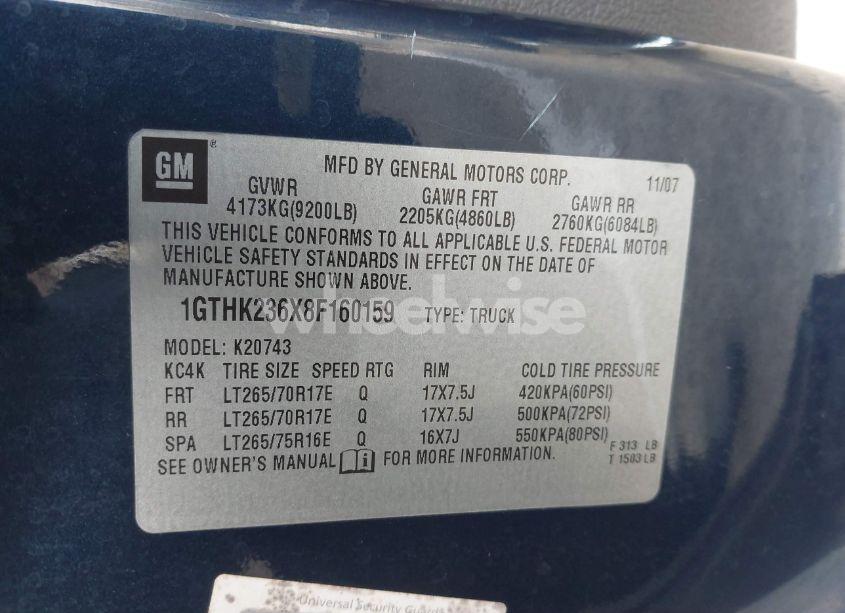 GM ® MFD BY GENERAL MOTORS CORP. 11/07
GVWR GAWR FRT GAWR RR
4173KG(9200LB) 2205KG(4860LB) 2760KG(6084LB)
THIS VEHICLE CONFORMS TO ALL APPLICABLE U.S. FEDERAL MOTOR
VEHICLE SAFETY STANDARDS IN EFFECT ON THE DATE OF
MANUFACTURE SHOWN ABOVE.
1GTHK236X8F160159 TYPE: TRUCK
wheelwise
MODEL: K20743
KC4K TIRE SIZE SPEED RTG RIM COLD TIRE PRESSURE
FRT LT265/70R17E Q 17X7.5J 420KPA(60PSI)
RR LT265/70R17E Q 17X7.5J 500KPA(72PSI)
SPA LT265/75R16E Q 16X7J 550KPA(80PSI)
F 313 LB
T 1503 LB
SEE OWNER'S MANUAL i FOR MORE INFORMATION.
Universal Security